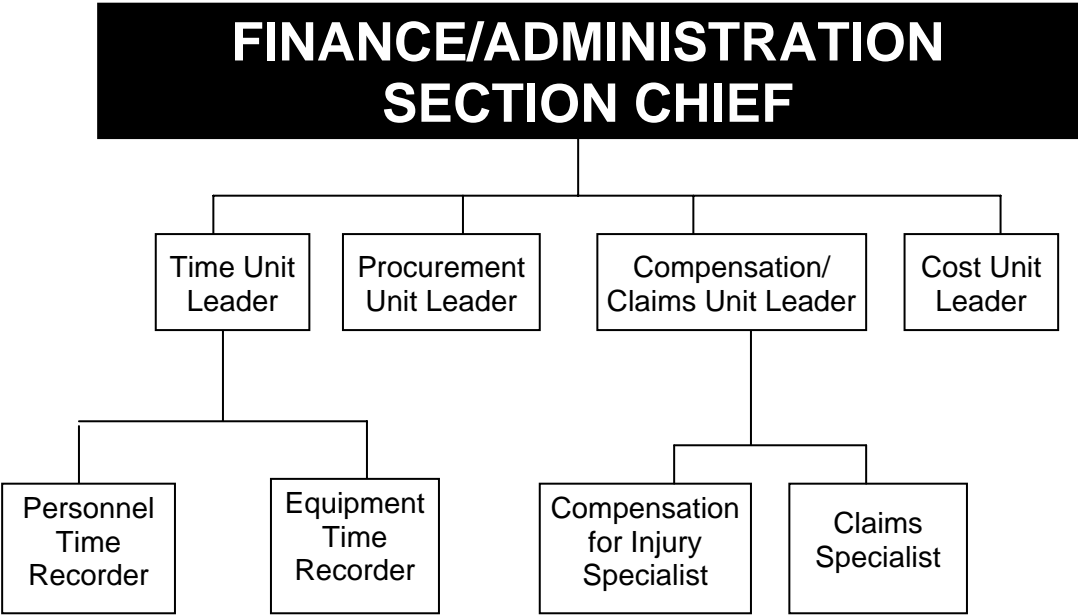 FINANCE/ADMINISTRATION
SECTION CHIEF
Time Unit
Leader
Procurement
Unit Leader
Compensation/
Claims Unit Leader
Cost Unit
Leader
Personnel
Time
Recorder
Equipment
Time
Recorder
Compensation
for Injury
Specialist
Claims
Specialist